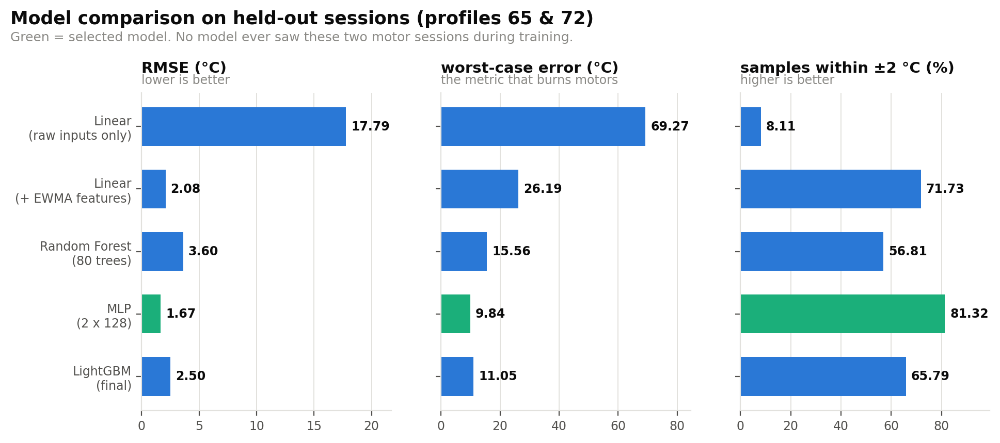 Model comparison on held-out sessions (profiles 65 & 72)
Green = selected model. No model ever saw these two motor sessions during training.
RMSE (°C)
lower is better
worst-case error (°C)
the metric that burns motors
samples within ±2 °C (%)
higher is better
Linear
(raw inputs only)
17.79
69.27
8.11
Linear
(+ EWMA features)
2.08
26.19
71.73
Random Forest
(80 trees)
3.60
15.56
56.81
MLP
(2 x 128)
1.67
9.84
81.32
LightGBM
(final)
2.50
11.05
65.79
0 5 10 15 20
0 20 40 60 80
0 20 40 60 80